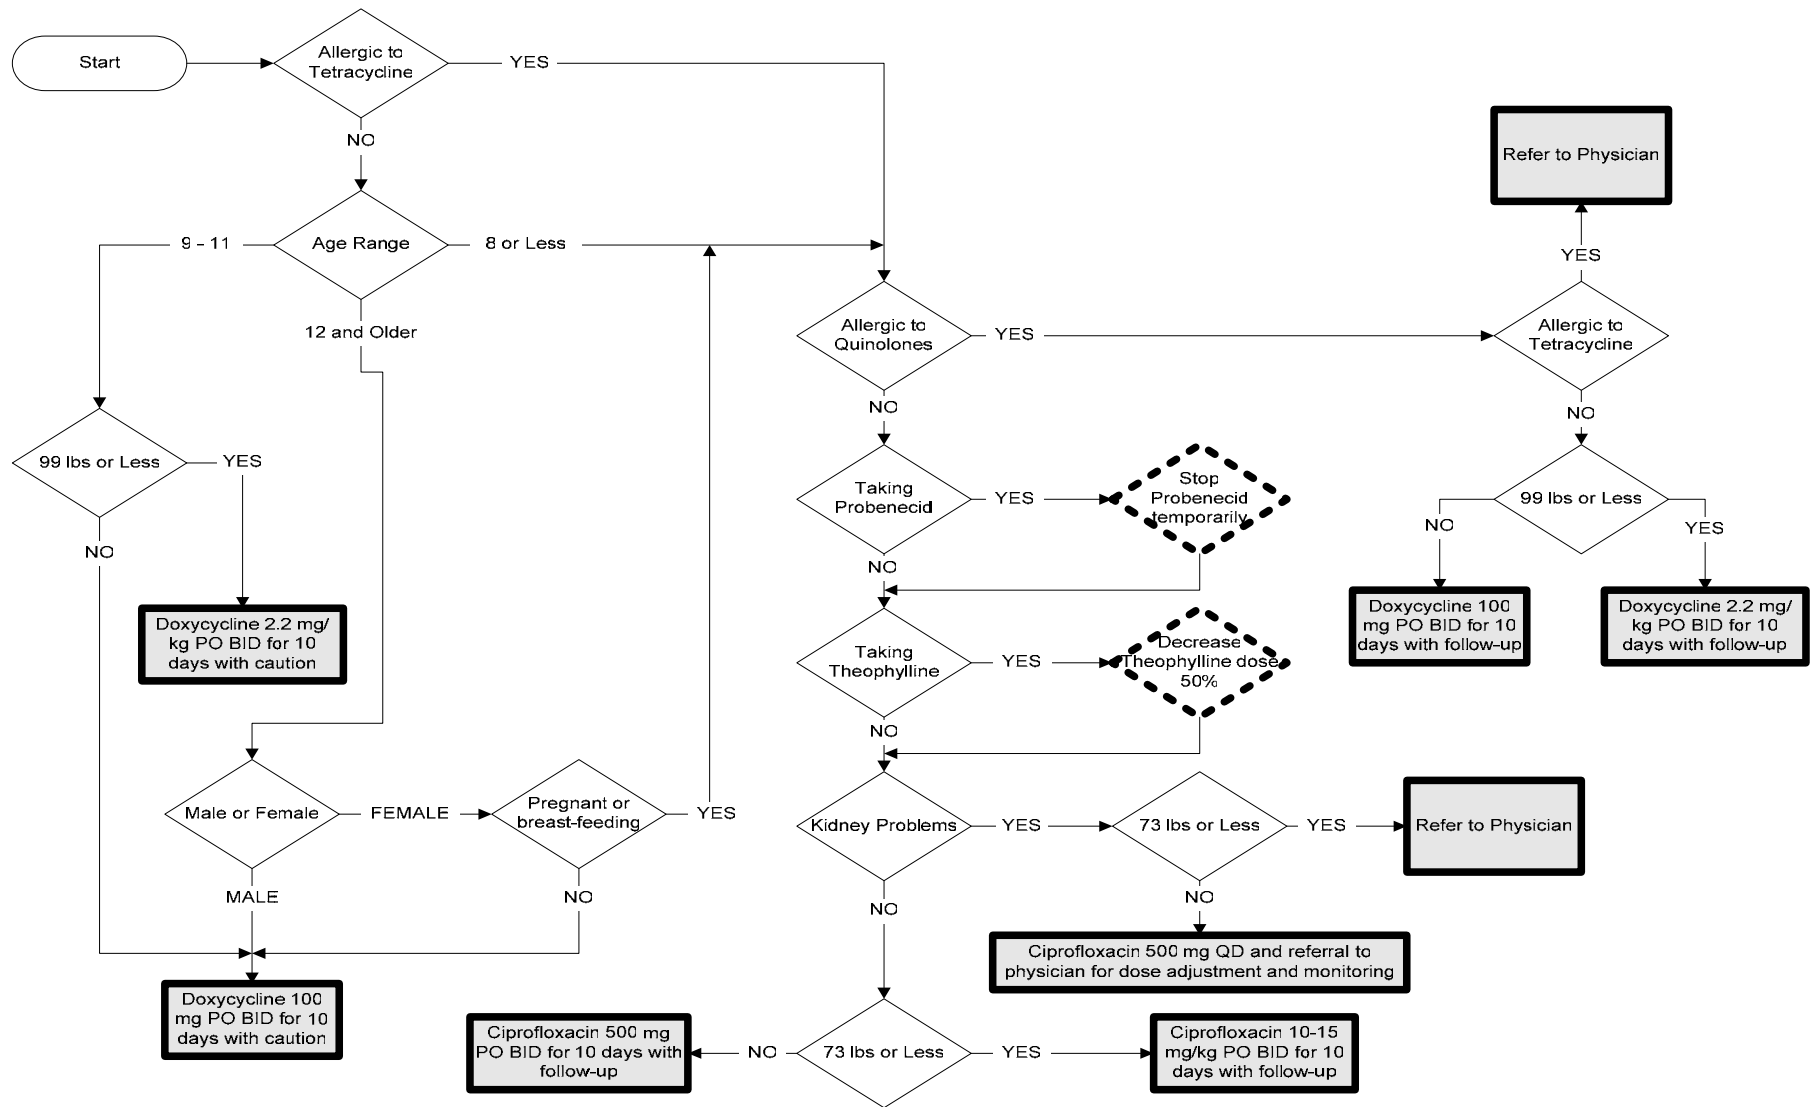 Start
Allergic to
Tetracycline
YES
NO
Refer to Physician
YES
9 – 11
Age Range
8 or Less
12 and Older
Allergic to
Quinolones
YES
Allergic to
Tetracycline
NO
NO
99 lbs or Less
YES
NO
Taking
Probenecid
YES
Stop
Probenecid
temporarily
NO
99 lbs or Less
NO
YES
Doxycycline 2.2 mg/
kg PO BID for 10
days with caution
Doxycycline 100
mg PO BID for 10
days with follow-up
Doxycycline 2.2 mg/
kg PO BID for 10
days with follow-up
Taking
Theophylline
YES
Decrease
Theophylline dose
50%
NO
Male or Female
FEMALE
Pregnant or
breast-feeding
YES
MALE
NO
Kidney Problems
YES
73 lbs or Less
YES
Refer to Physician
NO
NO
Ciprofloxacin 500 mg QD and referral to
physician for dose adjustment and monitoring
Doxycycline 100
mg PO BID for 10
days with caution
Ciprofloxacin 500 mg
PO BID for 10 days with
follow-up
NO
73 lbs or Less
YES
Ciprofloxacin 10-15
mg/kg PO BID for 10
days with follow-up